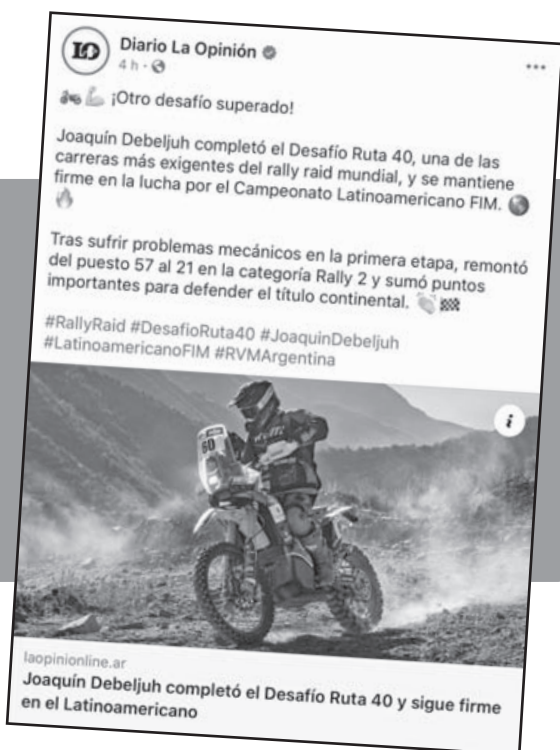 LO
Diario La Opinión
4 h
¡Otro desafío superado!
Joaquín Debeljuh completó el Desafío Ruta 40, una de las
carreras más exigentes del rally raid mundial, y se mantiene
firme en la lucha por el Campeonato Latinoamericano FIM.
Tras sufrir problemas mecánicos en la primera etapa, remontó
del puesto 57 al 21 en la categoría Rally 2 y sumó puntos
importantes para defender el título continental.
#RallyRaid #DesafioRuta40 #JoaquinDebeljuh
#LatinoamericanoFIM #RVMArgentina
i
60
laopinionline.ar
Joaquín Debeljuh completó el Desafío Ruta 40 y sigue firme
en el Latinoamericano